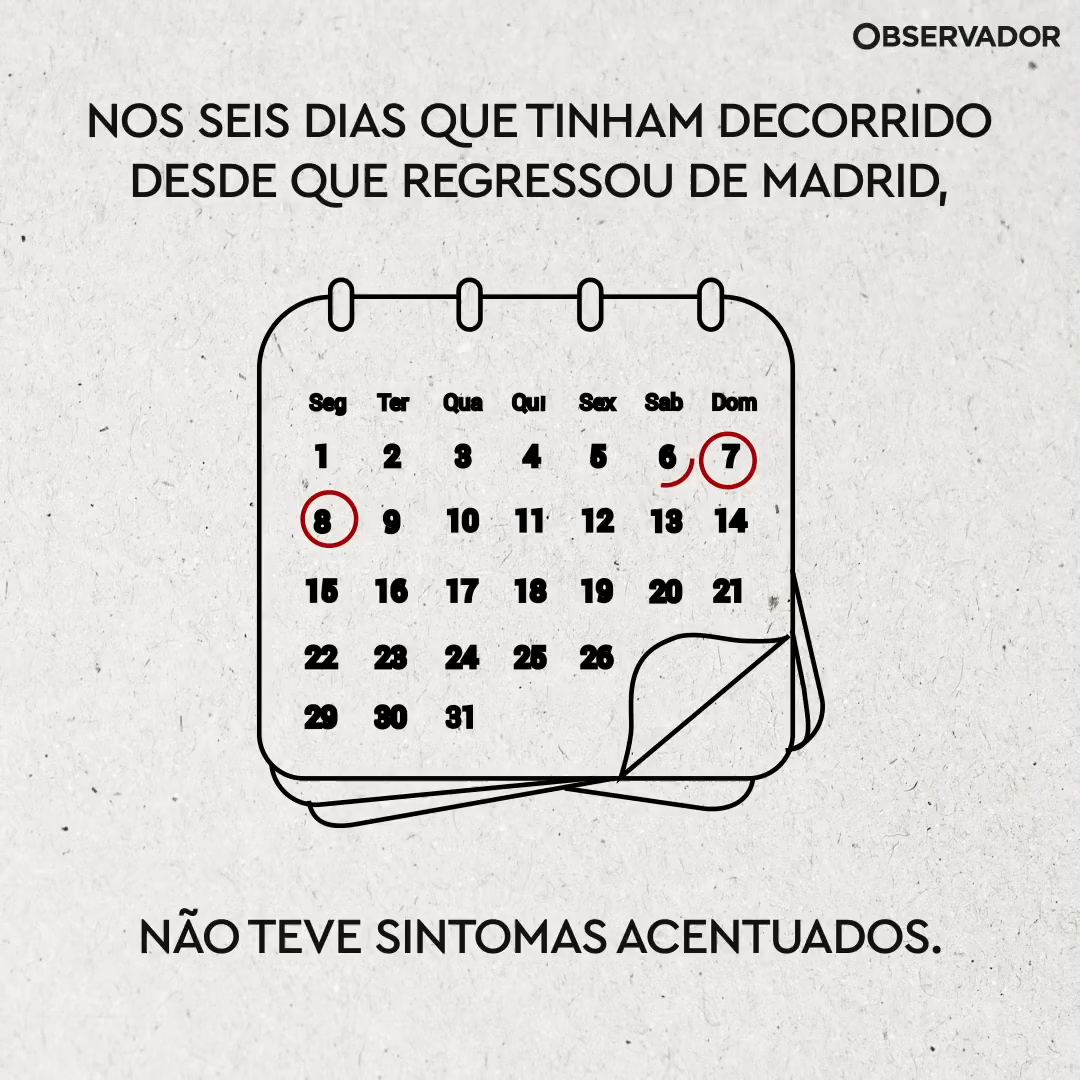 OBSERVADOR
NOS SEIS DIAS QUE TINHAM DECORRIDO
DESDE QUE REGRESSOU DE MADRID,
Seg Ter Qua Qui Sex Sab Dom
1 2 3 4 5 6 7
8 9 10 11 12 13 14
15 16 17 18 19 20 21
22 23 24 25 26
29 30 31
NÃO TEVE SINTOMAS ACENTUADOS.